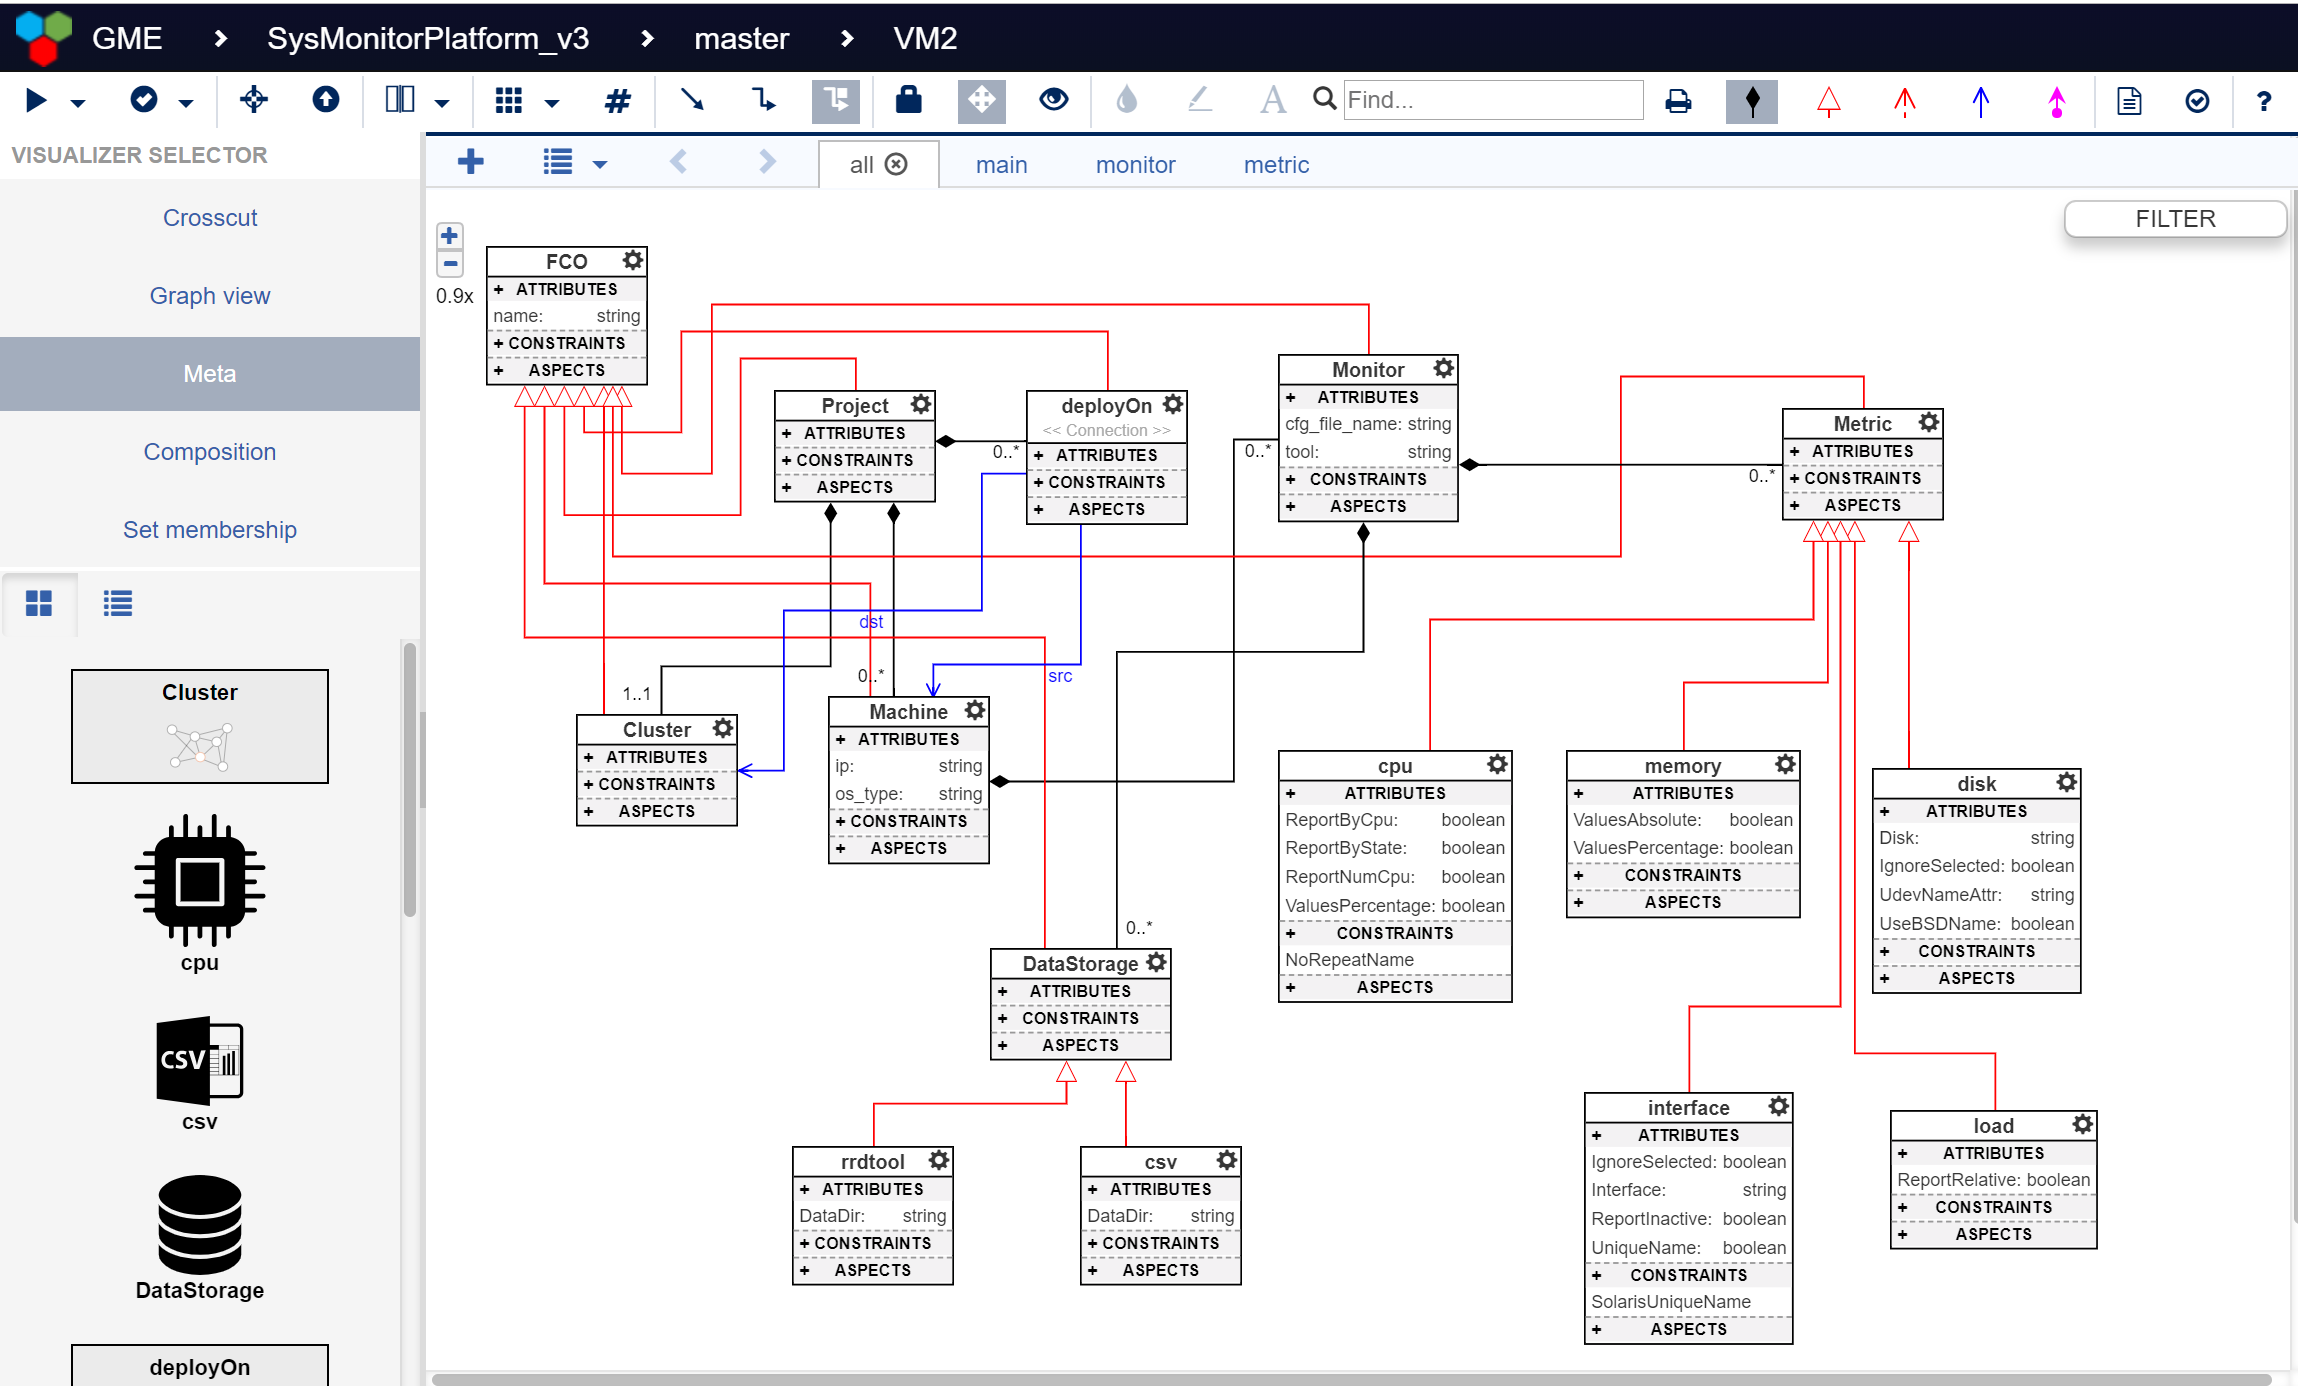 GME SysMonitorPlatform_v3 master VM2
Find...
VISUALIZER SELECTOR
Crosscut
Graph view
Meta
Composition
Set membership
Cluster
cpu
CSV
csv
DataStorage
deployOn
all main monitor metric
FILTER
0.9x
FCO
+ ATTRIBUTES
name: string
+ CONSTRAINTS
+ ASPECTS
Project
+ ATTRIBUTES
+ CONSTRAINTS
+ ASPECTS
0..*
deployOn
<< Connection >>
+ ATTRIBUTES
+ CONSTRAINTS
+ ASPECTS
0..*
Monitor
+ ATTRIBUTES
cfg_file_name: string
tool: string
+ CONSTRAINTS
+ ASPECTS
0..*
Metric
+ ATTRIBUTES
+ CONSTRAINTS
+ ASPECTS
dst
src
1..1
0..*
Cluster
+ ATTRIBUTES
+ CONSTRAINTS
+ ASPECTS
Machine
+ ATTRIBUTES
ip: string
os_type: string
+ CONSTRAINTS
+ ASPECTS
cpu
+ ATTRIBUTES
ReportByCpu: boolean
ReportByState: boolean
ReportNumCpu: boolean
ValuesPercentage: boolean
+ CONSTRAINTS
NoRepeatName
+ ASPECTS
memory
+ ATTRIBUTES
ValuesAbsolute: boolean
ValuesPercentage: boolean
+ CONSTRAINTS
+ ASPECTS
disk
+ ATTRIBUTES
Disk: string
IgnoreSelected: boolean
UdevNameAttr: string
UseBSDName: boolean
+ CONSTRAINTS
+ ASPECTS
0..*
DataStorage
+ ATTRIBUTES
+ CONSTRAINTS
+ ASPECTS
rrdtool
+ ATTRIBUTES
DataDir: string
+ CONSTRAINTS
+ ASPECTS
csv
+ ATTRIBUTES
DataDir: string
+ CONSTRAINTS
+ ASPECTS
interface
+ ATTRIBUTES
IgnoreSelected: boolean
Interface: string
ReportInactive: boolean
UniqueName: boolean
+ CONSTRAINTS
SolarisUniqueName
+ ASPECTS
load
+ ATTRIBUTES
ReportRelative: boolean
+ CONSTRAINTS
+ ASPECTS